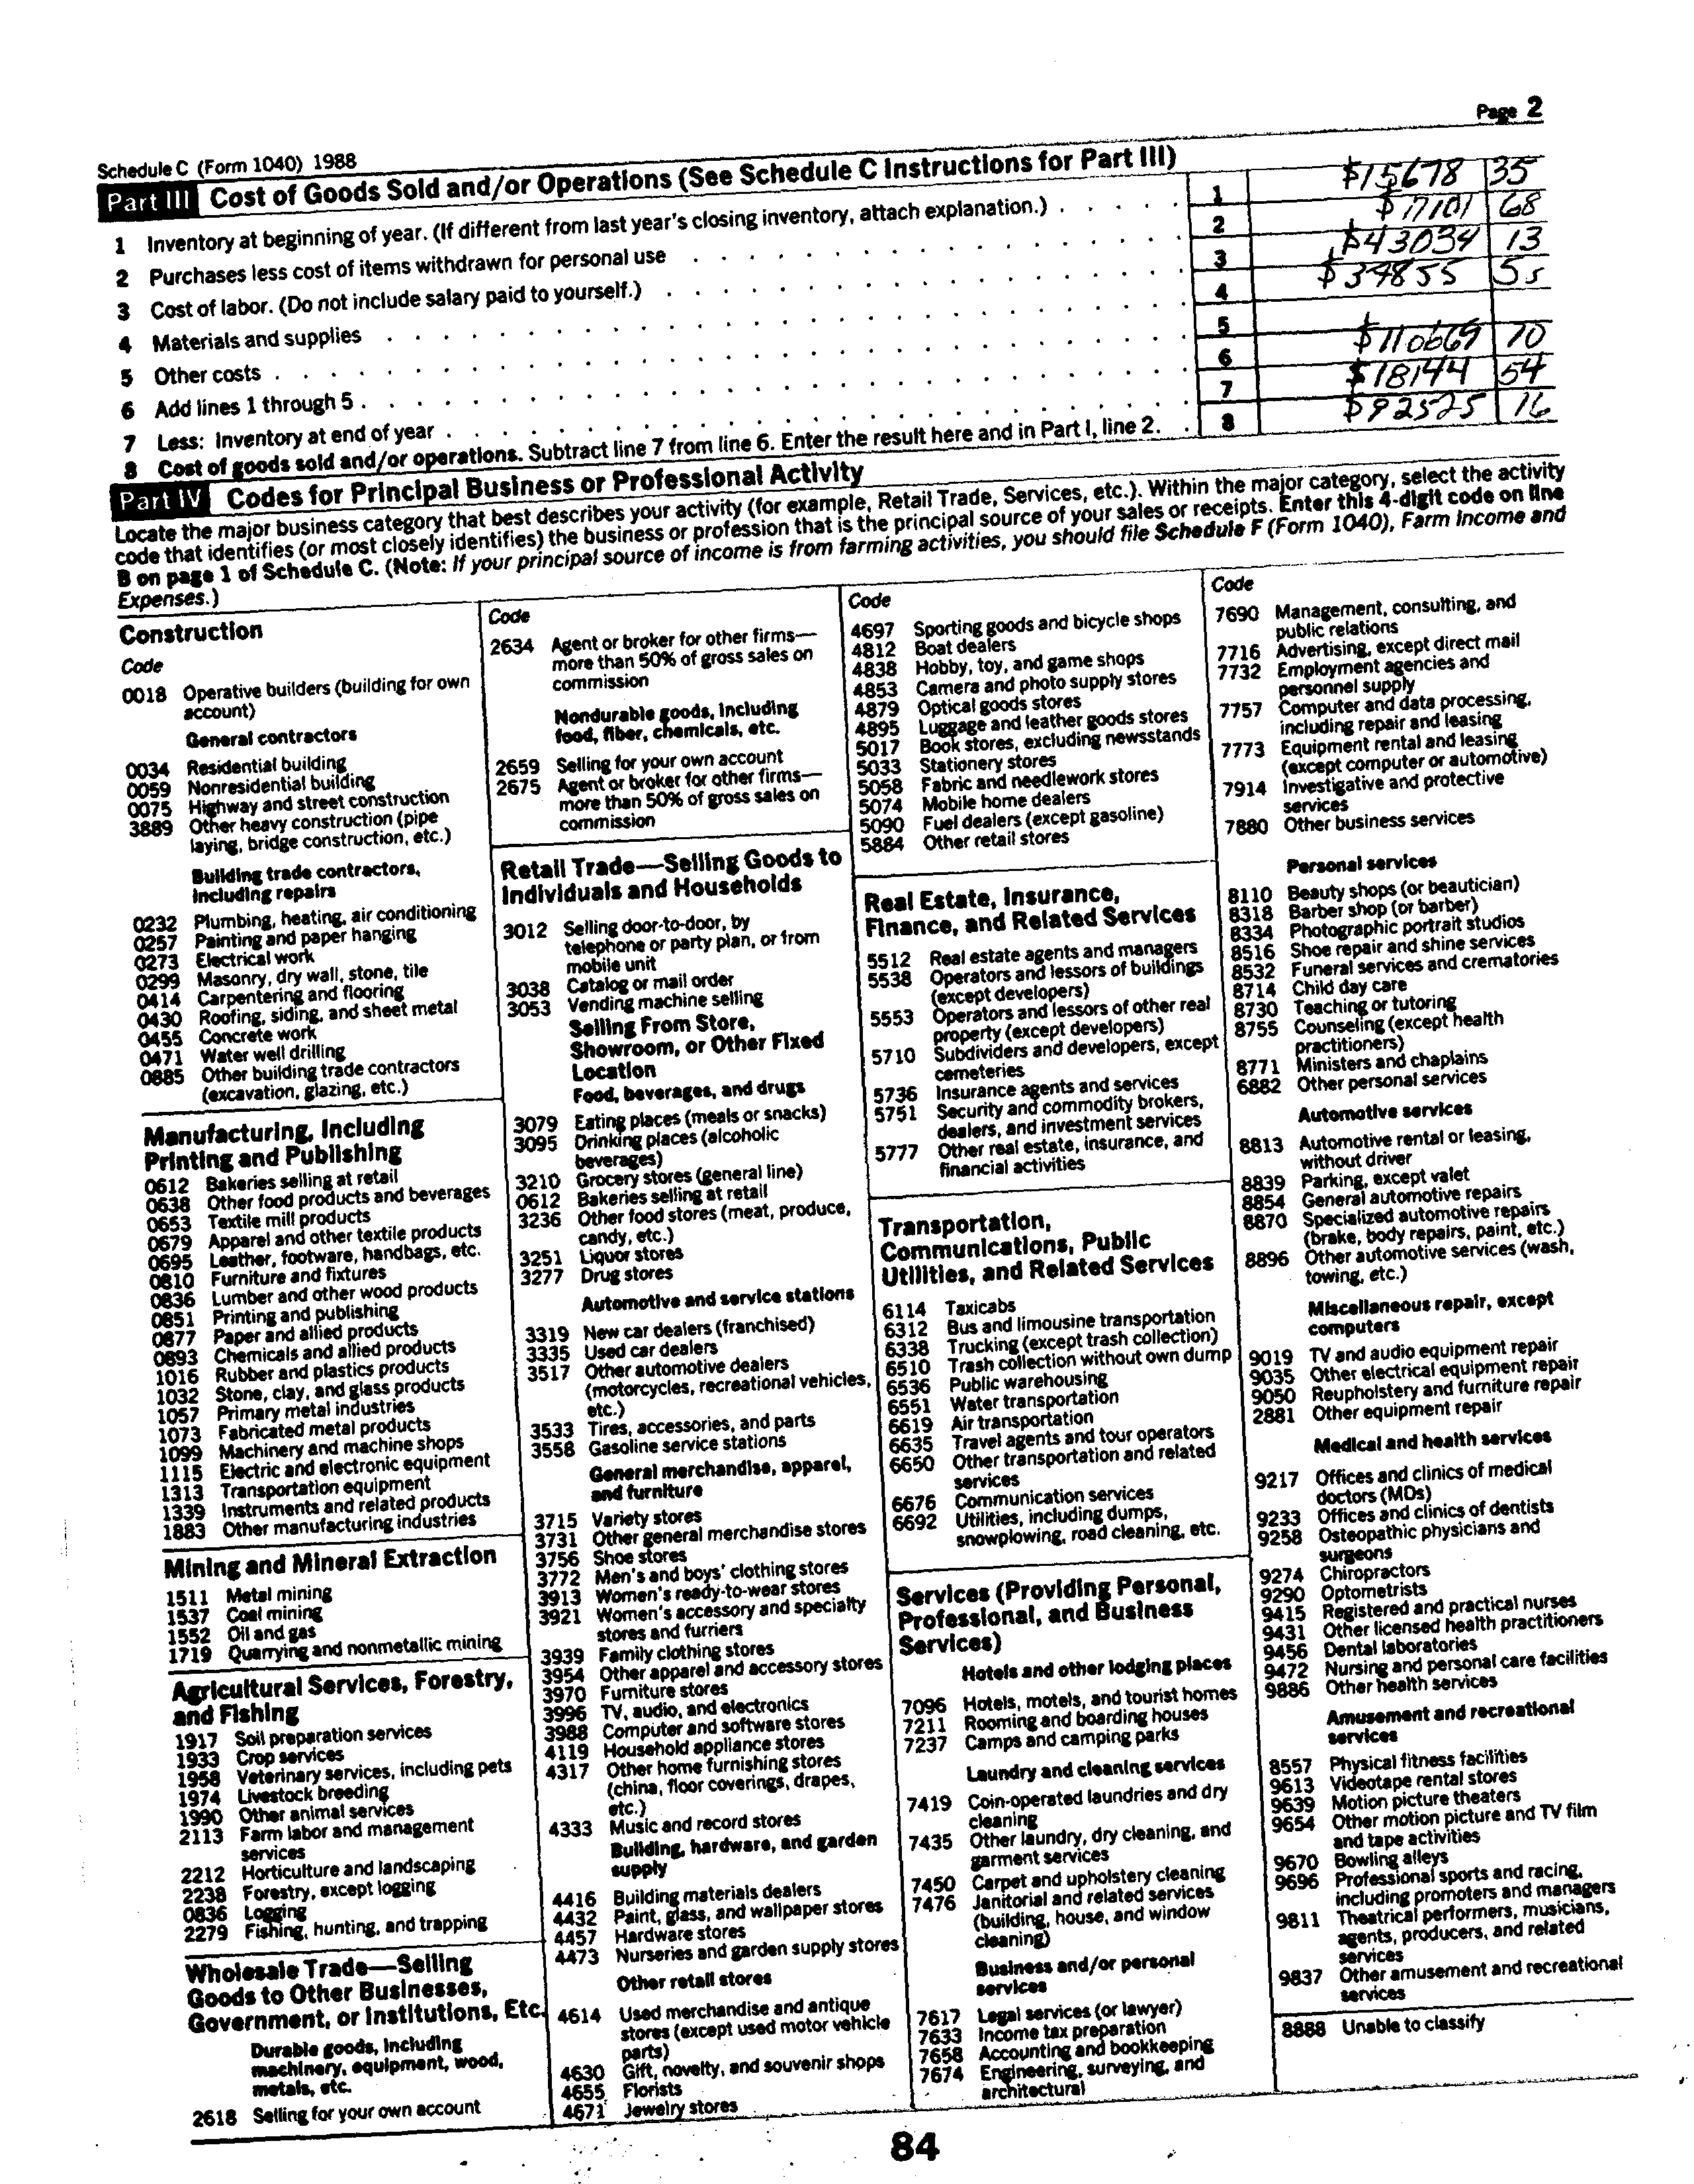 Page 2
Schedule C (Form 1040) 1988
Part III Cost of Goods Sold and/or Operations (See Schedule C Instructions for Part III)
1 Inventory at beginning of year. (If different from last year's closing inventory, attach explanation.) 1 $15678 35
2 Purchases less cost of items withdrawn for personal use 2 $17101 68
3 Cost of labor. (Do not include salary paid to yourself.) 3 $43034 13
4 Materials and supplies 4 $34855 55
5 Other costs 5
6 Add lines 1 through 5 6 $110669 70
7 Less: Inventory at end of year 7 $18144 54
8 Cost of goods sold and/or operations. Subtract line 7 from line 6. Enter the result here and in Part I, line 2. 8 $92525 16
Part IV Codes for Principal Business or Professional Activity
Locate the major business category that best describes your activity (for example, Retail Trade, Services, etc.). Within the major category, select the activity
code that identifies (or most closely identifies) the business or profession that is the principal source of your sales or receipts. Enter this 4-digit code on line
B on page 1 of Schedule C. (Note: If your principal source of income is from farming activities, you should file Schedule F (Form 1040), Farm Income and
Expenses.)
Construction
Code
0018 Operative builders (building for own
account)
General contractors
0034 Residential building
0059 Nonresidential building
0075 Highway and street construction
3889 Other heavy construction (pipe
laying, bridge construction, etc.)
Building trade contractors,
including repairs
0232 Plumbing, heating, air conditioning
0257 Painting and paper hanging
0273 Electrical work
0299 Masonry, dry wall, stone, tile
0414 Carpentering and flooring
0430 Roofing, siding, and sheet metal
0455 Concrete work
0471 Water well drilling
0885 Other building trade contractors
(excavation, glazing, etc.)
Manufacturing, Including
Printing and Publishing
0612 Bakeries selling at retail
0638 Other food products and beverages
0653 Textile mill products
0679 Apparel and other textile products
0695 Leather, footware, handbags, etc.
0810 Furniture and fixtures
0836 Lumber and other wood products
0851 Printing and publishing
0877 Paper and allied products
0893 Chemicals and allied products
1016 Rubber and plastics products
1032 Stone, clay, and glass products
1057 Primary metal industries
1073 Fabricated metal products
1099 Machinery and machine shops
1115 Electric and electronic equipment
1313 Transportation equipment
1339 Instruments and related products
1883 Other manufacturing industries
Mining and Mineral Extraction
1511 Metal mining
1537 Coal mining
1552 Oil and gas
1719 Quarrying and nonmetallic mining
Agricultural Services, Forestry,
and Fishing
1917 Soil preparation services
1933 Crop services
1958 Veterinary services, including pets
1974 Livestock breeding
1990 Other animal services
2113 Farm labor and management
services
2212 Horticulture and landscaping
2238 Forestry, except logging
0836 Logging
2279 Fishing, hunting, and trapping
Wholesale Trade—Selling
Goods to Other Businesses,
Government, or Institutions, Etc.
Durable goods, including
machinery, equipment, wood,
metals, etc.
2618 Selling for your own account
Code
2634 Agent or broker for other firms—
more than 50% of gross sales on
commission
Nondurable goods, including
food, fiber, chemicals, etc.
2659 Selling for your own account
2675 Agent or broker for other firms—
more than 50% of gross sales on
commission
Retail Trade—Selling Goods to
Individuals and Households
3012 Selling door-to-door, by
telephone or party plan, or from
mobile unit
3038 Catalog or mail order
3053 Vending machine selling
Selling From Store,
Showroom, or Other Fixed
Location
Food, beverages, and drugs
3079 Eating places (meals or snacks)
3095 Drinking places (alcoholic
beverages)
3210 Grocery stores (general line)
0612 Bakeries selling at retail
3236 Other food stores (meat, produce,
candy, etc.)
3251 Liquor stores
3277 Drug stores
Automotive and service stations
3319 New car dealers (franchised)
3335 Used car dealers
3517 Other automotive dealers
(motorcycles, recreational vehicles,
etc.)
3533 Tires, accessories, and parts
3558 Gasoline service stations
General merchandise, apparel,
and furniture
3715 Variety stores
3731 Other general merchandise stores
3756 Shoe stores
3772 Men's and boys' clothing stores
3913 Women's ready-to-wear stores
3921 Women's accessory and specialty
stores and furriers
3939 Family clothing stores
3954 Other apparel and accessory stores
3970 Furniture stores
3996 TV, audio, and electronics
3988 Computer and software stores
4119 Household appliance stores
4317 Other home furnishing stores
(china, floor coverings, drapes,
etc.)
4333 Music and record stores
Building, hardware, and garden
supply
4416 Building materials dealers
4432 Paint, glass, and wallpaper stores
4457 Hardware stores
4473 Nurseries and garden supply stores
Other retail stores
4614 Used merchandise and antique
stores (except used motor vehicle
parts)
4630 Gift, novelty, and souvenir shops
4655 Florists
4671 Jewelry stores
Code
4697 Sporting goods and bicycle shops
4812 Boat dealers
4838 Hobby, toy, and game shops
4853 Camera and photo supply stores
4879 Optical goods stores
4895 Luggage and leather goods stores
5017 Book stores, excluding newsstands
5033 Stationery stores
5058 Fabric and needlework stores
5074 Mobile home dealers
5090 Fuel dealers (except gasoline)
5884 Other retail stores
Real Estate, Insurance,
Finance, and Related Services
5512 Real estate agents and managers
5538 Operators and lessors of buildings
(except developers)
5553 Operators and lessors of other real
property (except developers)
5710 Subdividers and developers, except
cemeteries
5736 Insurance agents and services
5751 Security and commodity brokers,
dealers, and investment services
5777 Other real estate, insurance, and
financial activities
Transportation,
Communications, Public
Utilities, and Related Services
6114 Taxicabs
6312 Bus and limousine transportation
6338 Trucking (except trash collection)
6510 Trash collection without own dump
6536 Public warehousing
6551 Water transportation
6619 Air transportation
6635 Travel agents and tour operators
6650 Other transportation and related
services
6676 Communication services
6692 Utilities, including dumps,
snowplowing, road cleaning, etc.
Services (Providing Personal,
Professional, and Business
Services)
Hotels and other lodging places
7096 Hotels, motels, and tourist homes
7211 Rooming and boarding houses
7237 Camps and camping parks
Laundry and cleaning services
7419 Coin-operated laundries and dry
cleaning
7435 Other laundry, dry cleaning, and
garment services
7450 Carpet and upholstery cleaning
7476 Janitorial and related services
(building, house, and window
cleaning)
Business and/or personal
services
7617 Legal services (or lawyer)
7633 Income tax preparation
7658 Accounting and bookkeeping
7674 Engineering, surveying, and
architectural
Code
7690 Management, consulting, and
public relations
7716 Advertising, except direct mail
7732 Employment agencies and
personnel supply
7757 Computer and data processing,
including repair and leasing
7773 Equipment rental and leasing
(except computer or automotive)
7914 Investigative and protective
services
7880 Other business services
Personal services
8110 Beauty shops (or beautician)
8318 Barber shop (or barber)
8334 Photographic portrait studios
8516 Shoe repair and shine services
8532 Funeral services and crematories
8714 Child day care
8730 Teaching or tutoring
8755 Counseling (except health
practitioners)
8771 Ministers and chaplains
6882 Other personal services
Automotive services
8813 Automotive rental or leasing,
without driver
8839 Parking, except valet
8854 General automotive repairs
8870 Specialized automotive repairs
(brake, body repairs, paint, etc.)
8896 Other automotive services (wash,
towing, etc.)
Miscellaneous repair, except
computers
9019 TV and audio equipment repair
9035 Other electrical equipment repair
9050 Reupholstery and furniture repair
2881 Other equipment repair
Medical and health services
9217 Offices and clinics of medical
doctors (MDs)
9233 Offices and clinics of dentists
9258 Osteopathic physicians and
surgeons
9274 Chiropractors
9290 Optometrists
9415 Registered and practical nurses
9431 Other licensed health practitioners
9456 Dental laboratories
9472 Nursing and personal care facilities
9886 Other health services
Amusement and recreational
services
8557 Physical fitness facilities
9613 Videotape rental stores
9639 Motion picture theaters
9654 Other motion picture and TV film
and tape activities
9670 Bowling alleys
9696 Professional sports and racing,
including promoters and managers
9811 Theatrical performers, musicians,
agents, producers, and related
services
9837 Other amusement and recreational
services
8888 Unable to classify
84